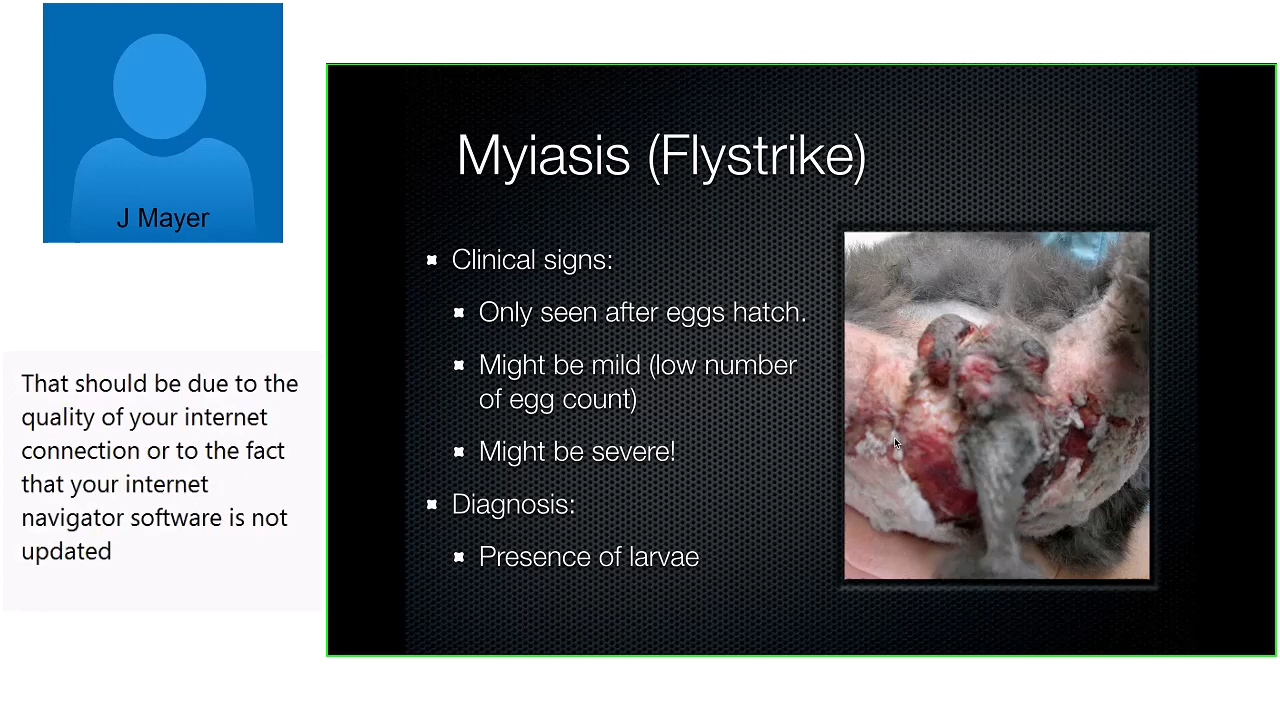 J Mayer
That should be due to the
quality of your internet
connection or to the fact
that your internet
navigator software is not
updated
Myiasis (Flystrike)
Clinical signs:
Only seen after eggs hatch.
Might be mild (low number
of egg count)
Might be severe!
Diagnosis:
Presence of larvae